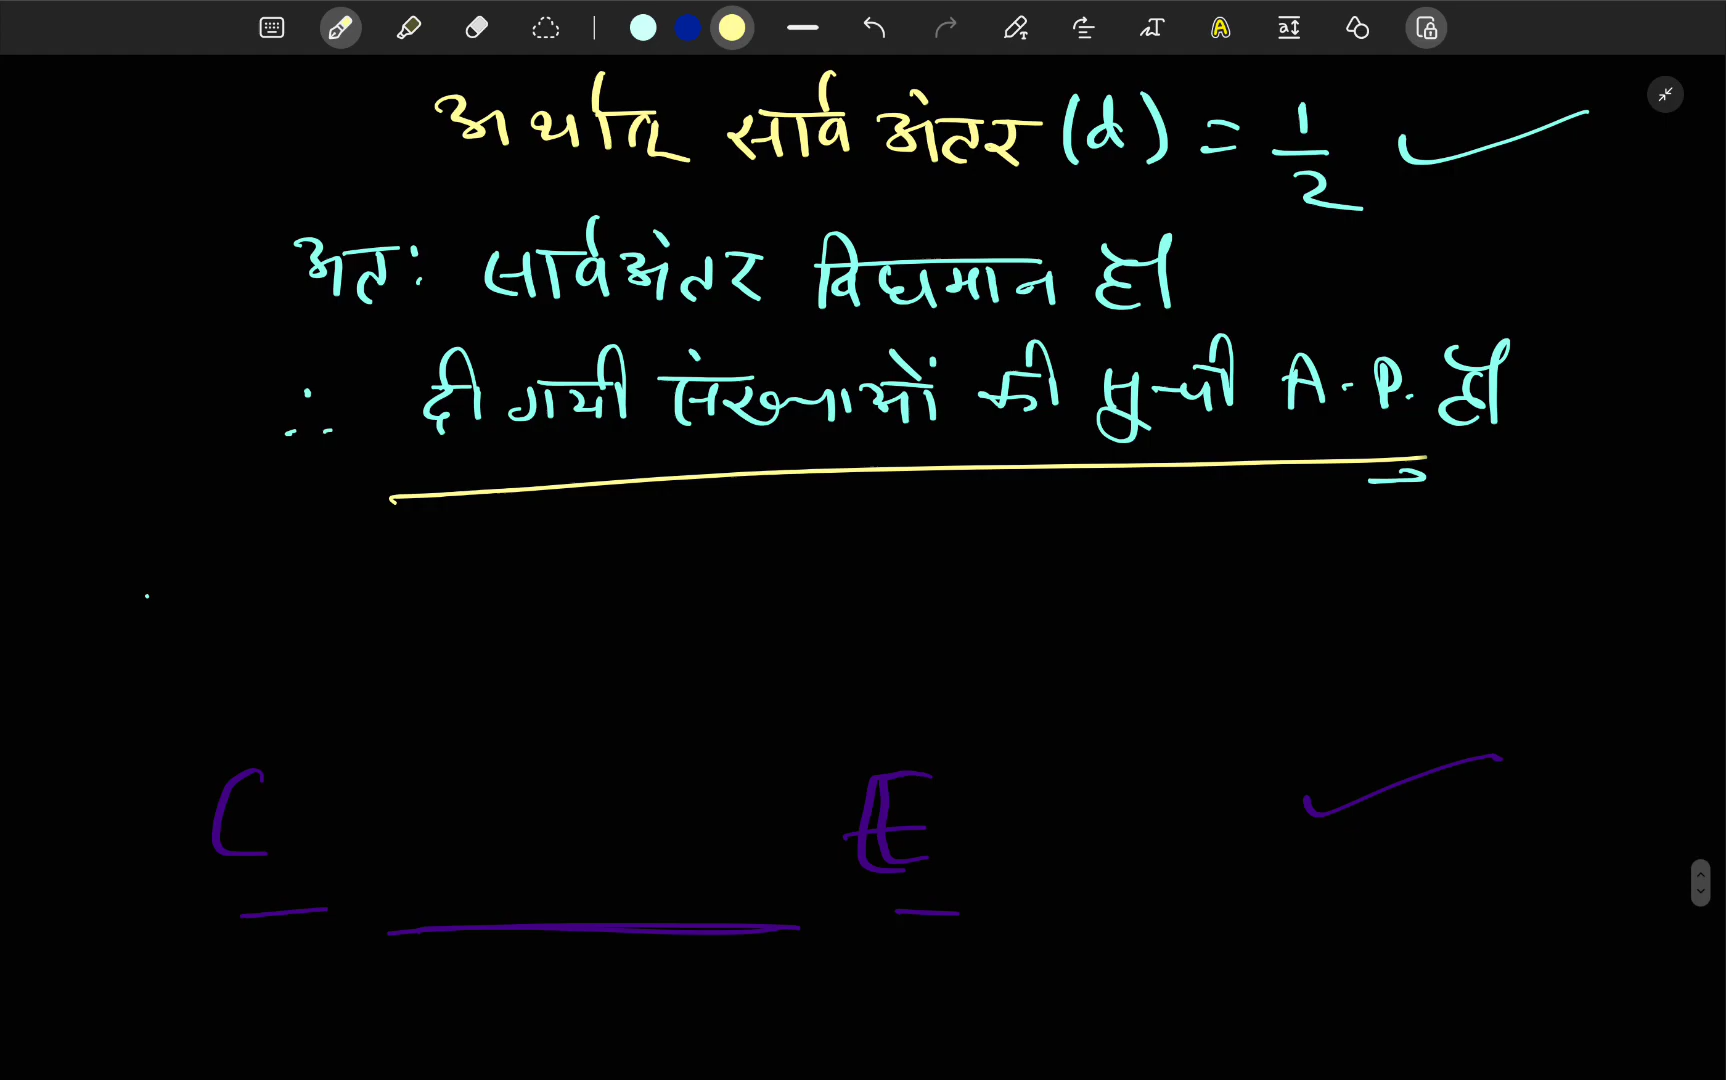 अर्थात् सार्व अंतर (d) = 1/2
अतः सार्वअंतर विद्यमान है।
∴ दी गयी संख्याओं की सुची A.P. है।
C E